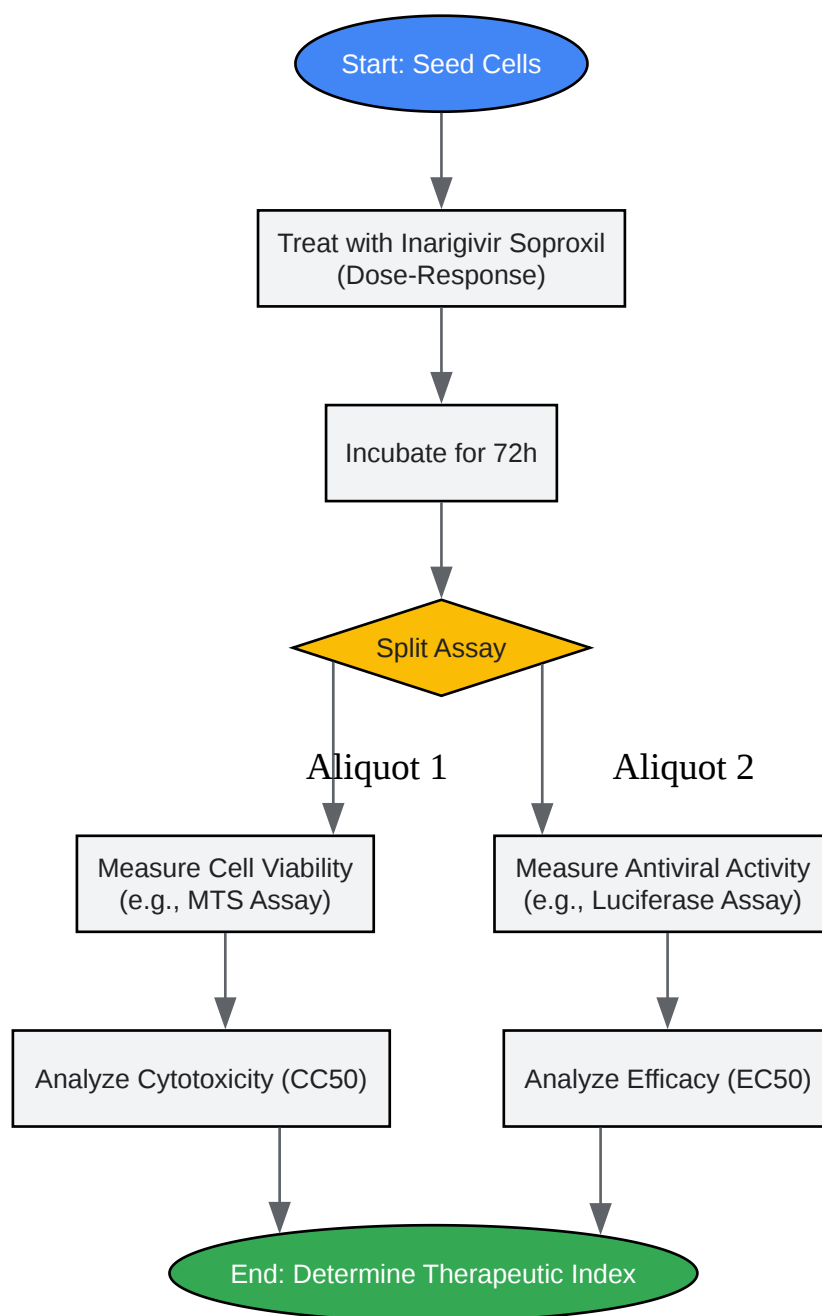 Start: Seed Cells
Treat with Inarigivir Soproxil
(Dose-Response)
Incubate for 72h
Split Assay
Aliquot 1
Aliquot 2
Measure Cell Viability
(e.g., MTS Assay)
Measure Antiviral Activity
(e.g., Luciferase Assay)
Analyze Cytotoxicity (CC50)
Analyze Efficacy (EC50)
End: Determine Therapeutic Index